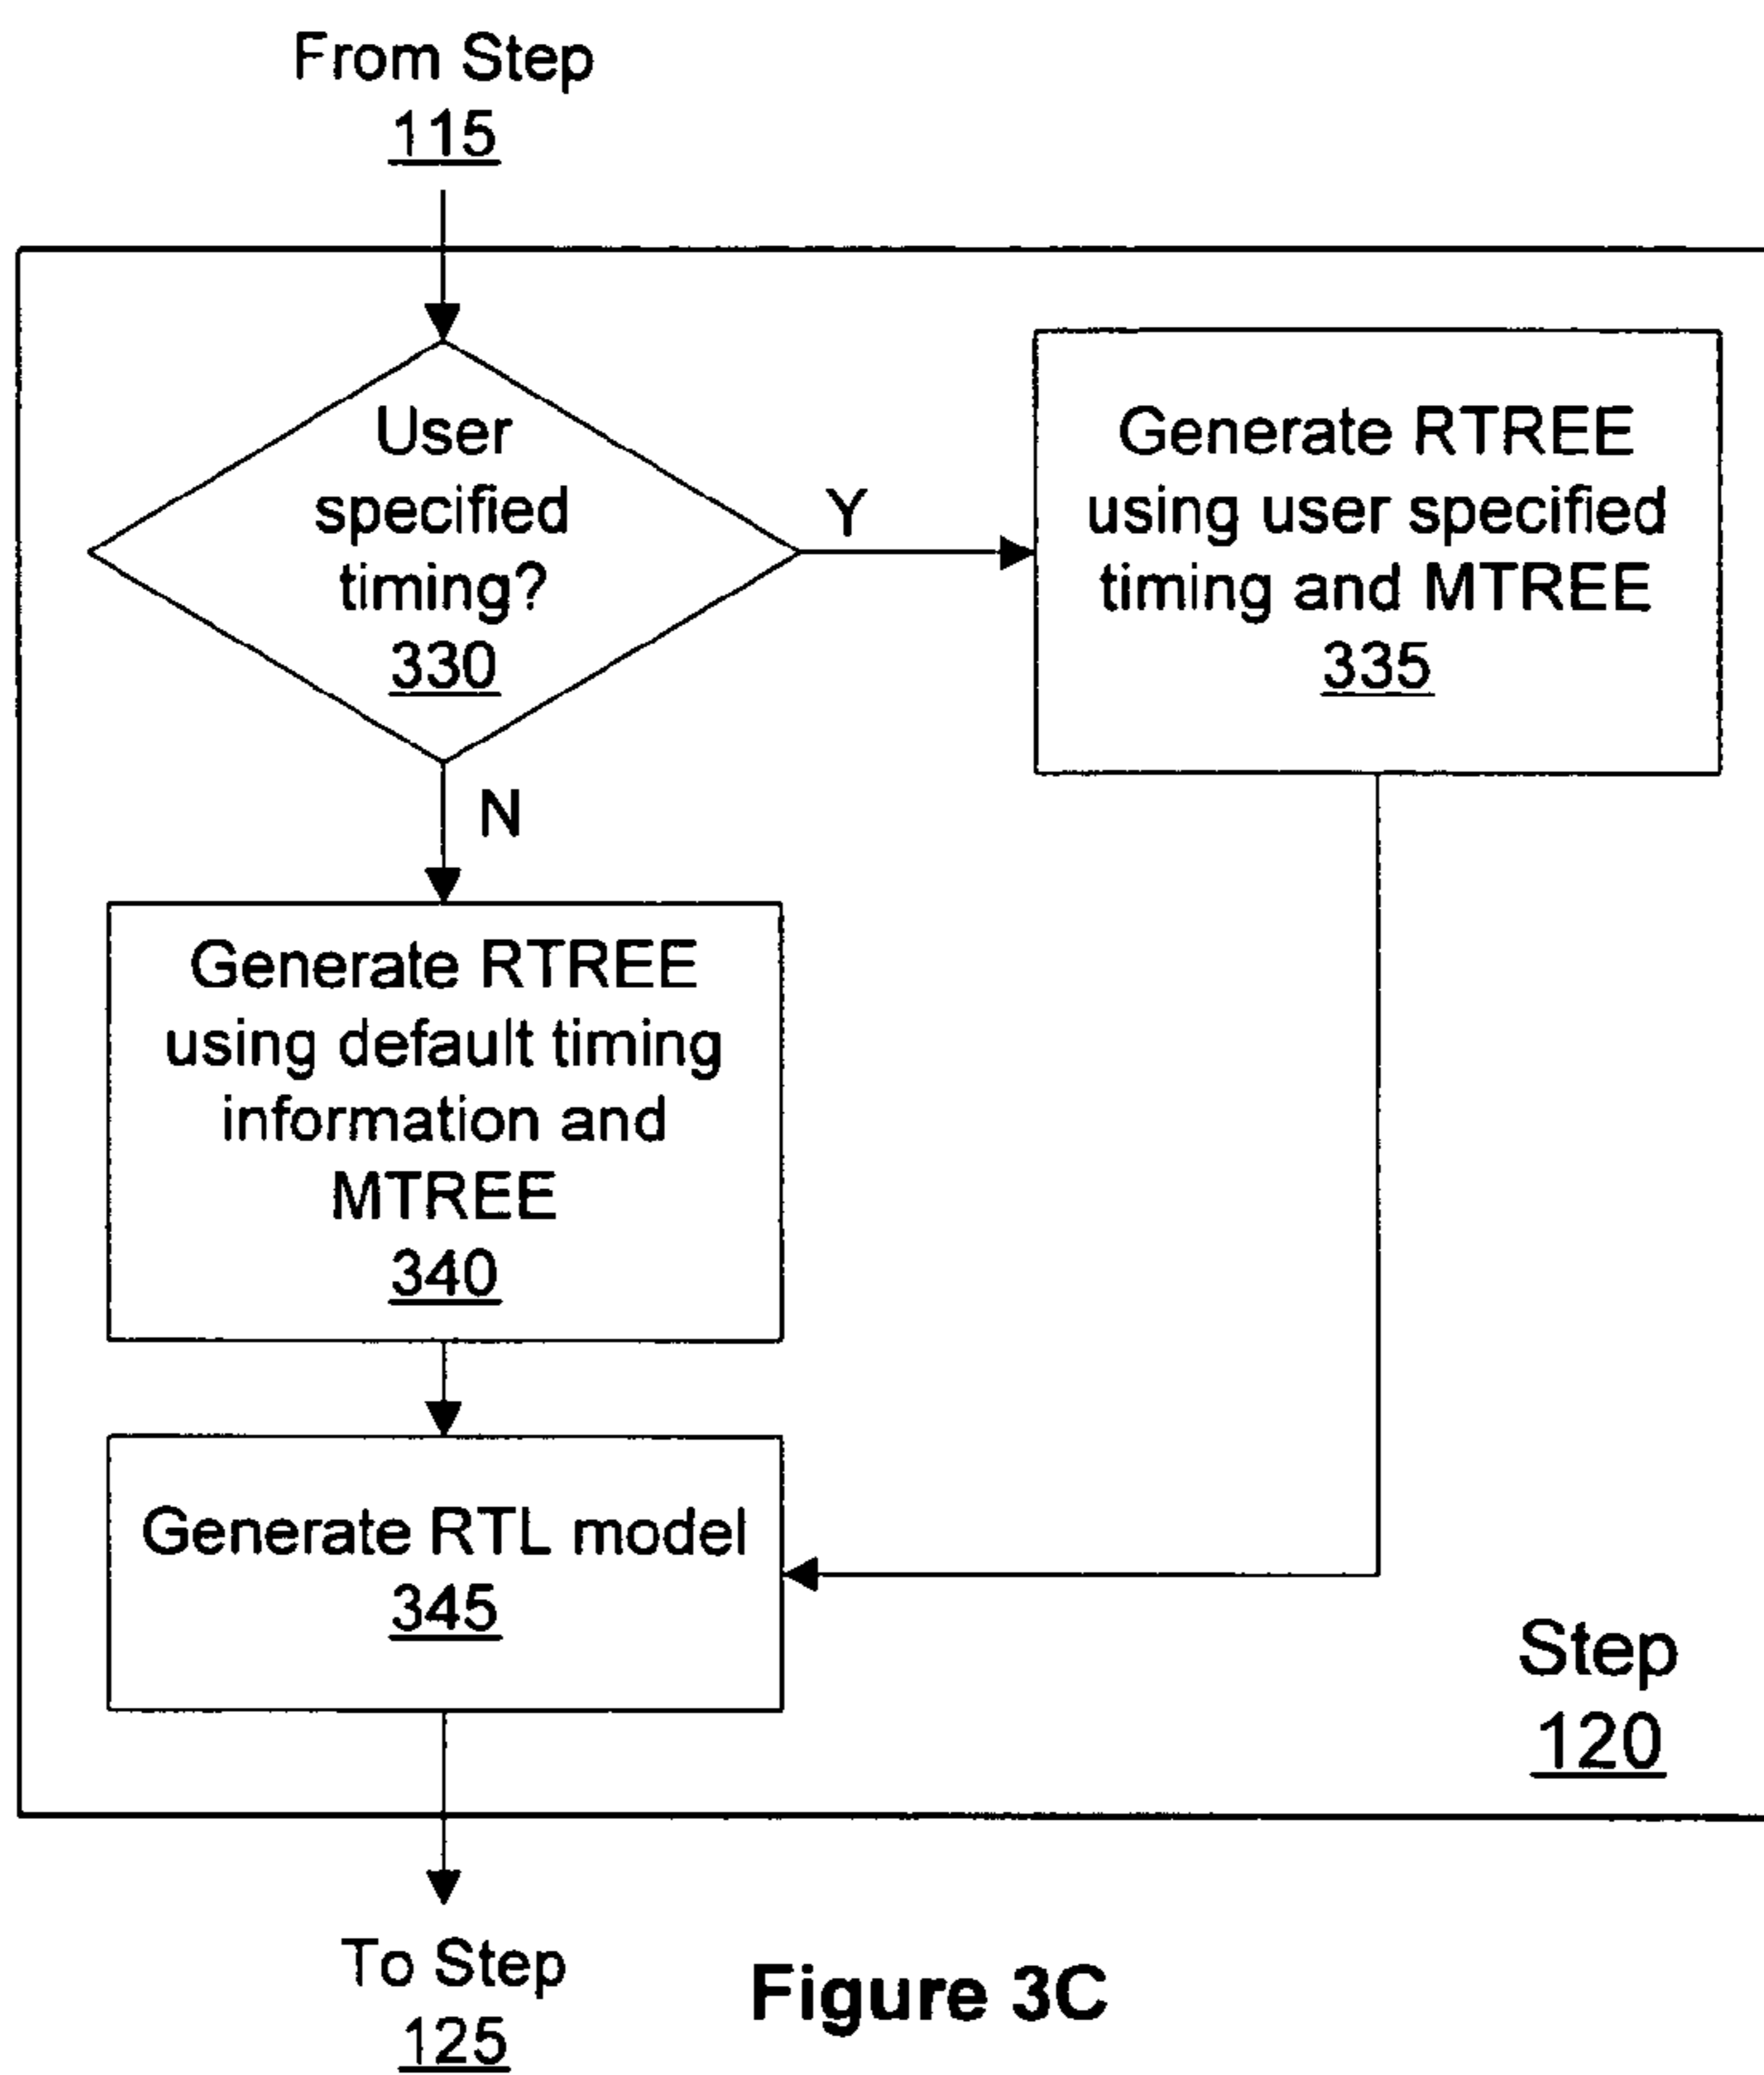 From Step
115
User
specified
timing?
330
Y
Generate RTREE
using user specified
timing and MTREE
335
N
Generate RTREE
using default timing
information and
MTREE
340
Generate RTL model
345
Step
120
To Step
125
Figure 3C